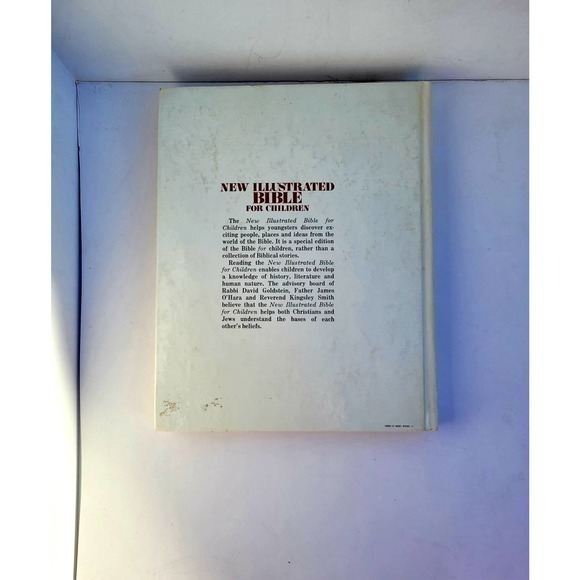 NEW ILLUSTRATED
BIBLE
FOR CHILDREN
The New Illustrated Bible for
Children helps youngsters discover ex-
citing people, places and ideas from the
world of the Bible. It is a special edition
of the Bible for children, rather than a
collection of Biblical stories.
Reading the New Illustrated Bible
for Children enables children to develop
a knowledge of history, literature and
human nature. The advisory board of
Rabbi David Goldstein, Father James
O'Hara and Reverend Kingsley Smith
believe that the New Illustrated Bible
for Children helps both Christians and
Jews understand the bases of each
other's beliefs.